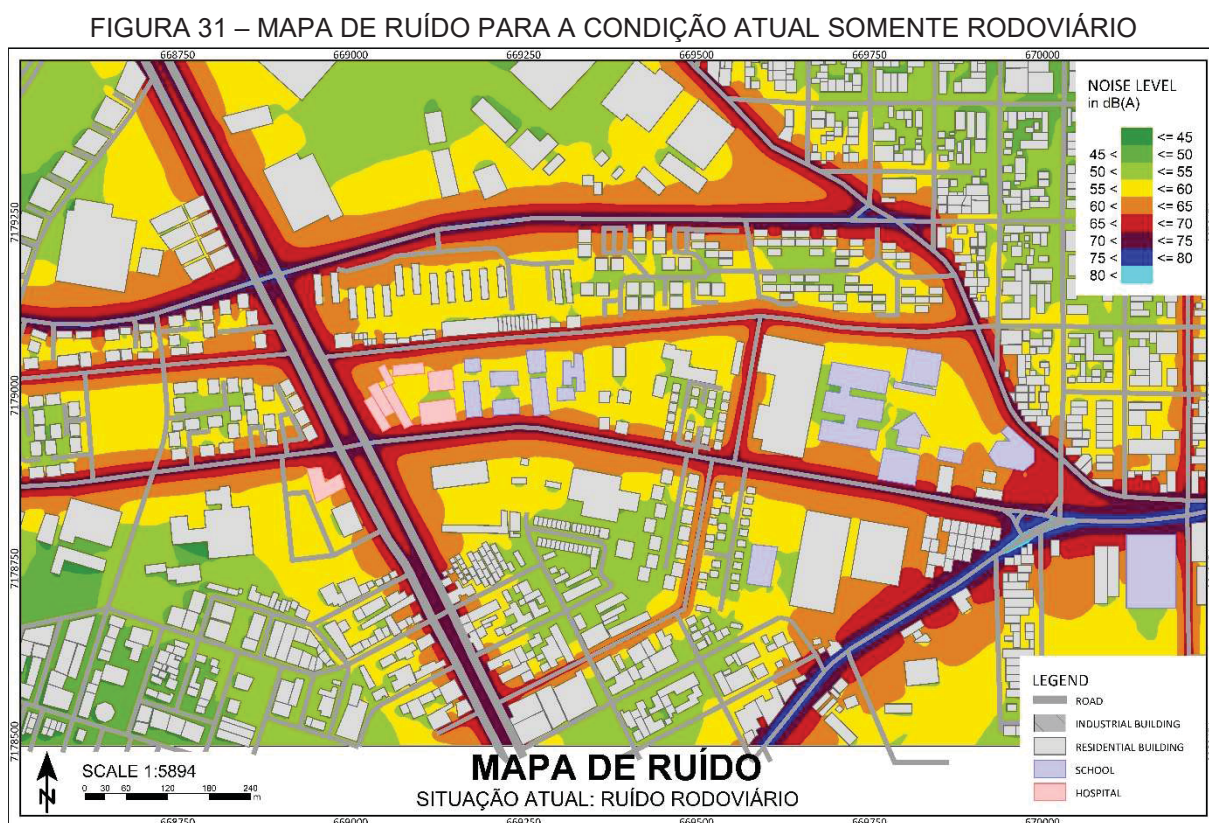 FIGURA 31 – MAPA DE RUÍDO PARA A CONDIÇÃO ATUAL SOMENTE RODOVIÁRIO
668750 669000 669250 669500 669750 670000
NOISE LEVEL
in dB(A)
<= 45
45 < <= 50
50 < <= 55
55 < <= 60
60 < <= 65
65 < <= 70
70 < <= 75
75 < <= 80
80 <
7179250
7179000
7178750
7178500
LEGEND
ROAD
INDUSTRIAL BUILDING
RESIDENTIAL BUILDING
SCHOOL
HOSPITAL
N
SCALE 1:5894
0 30 60 120 180 240
m
MAPA DE RUÍDO
SITUAÇÃO ATUAL: RUÍDO RODOVIÁRIO
668750 669000 669250 669500 669750 670000